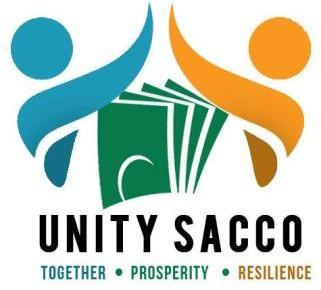 UNITY SACCO
TOGETHER • PROSPERITY • RESILIENCE